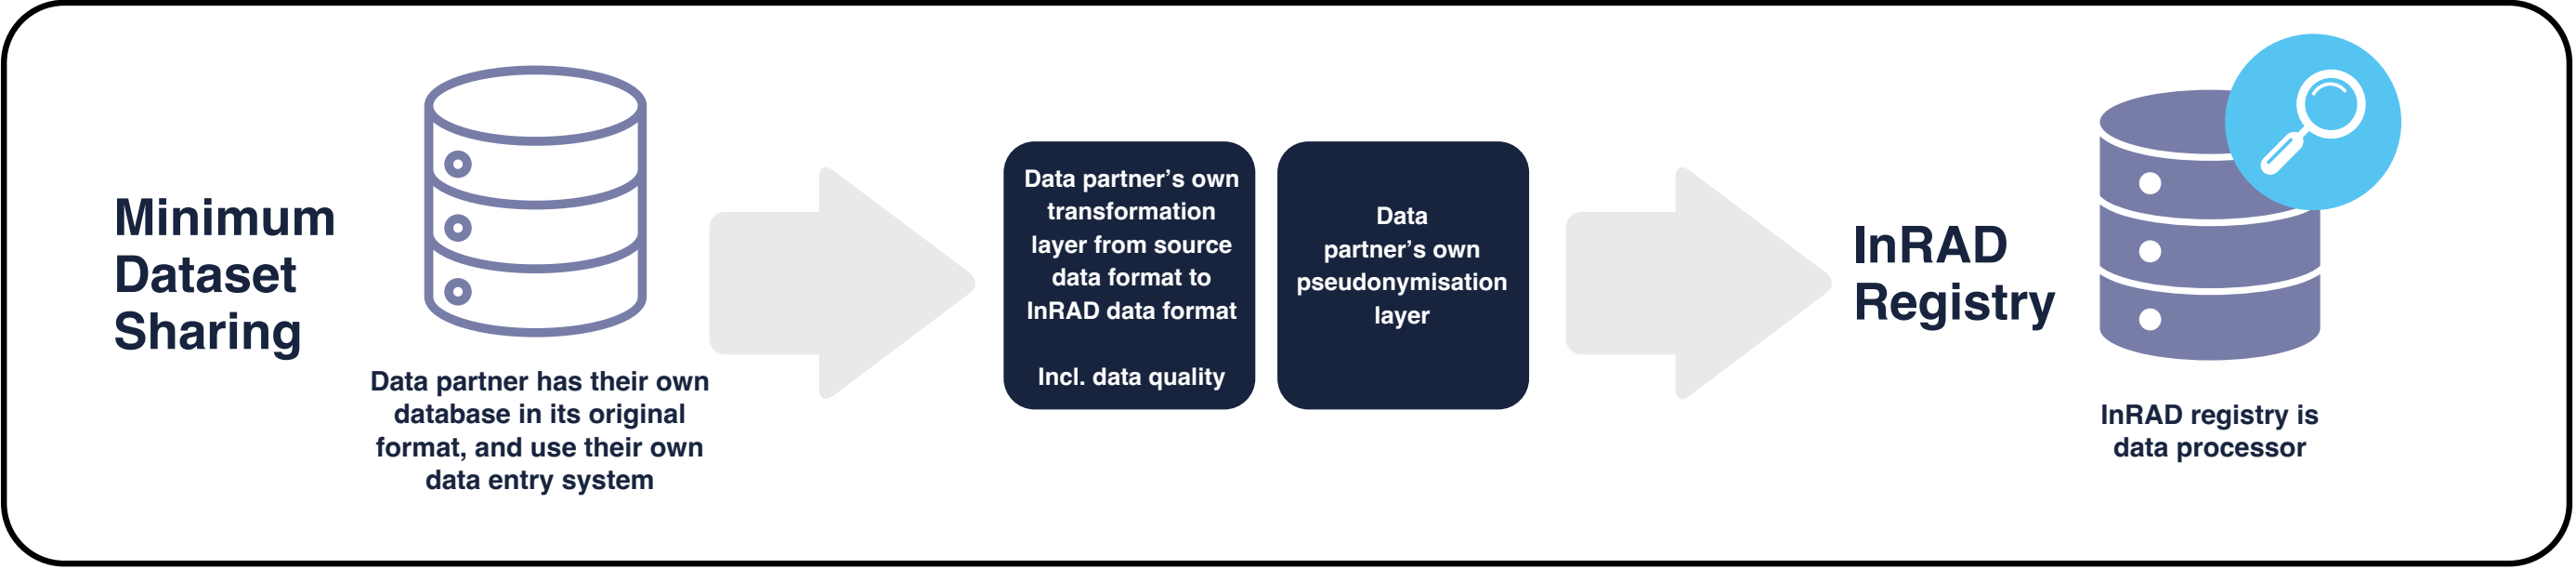 Minimum
Dataset
Sharing
Data partner has their own
database in its original
format, and use their own
data entry system
Data partner’s own
transformation
layer from source
data format to
InRAD data format
Incl. data quality
Data
partner’s own
pseudonymisation
layer
InRAD
Registry
InRAD registry is
data processor